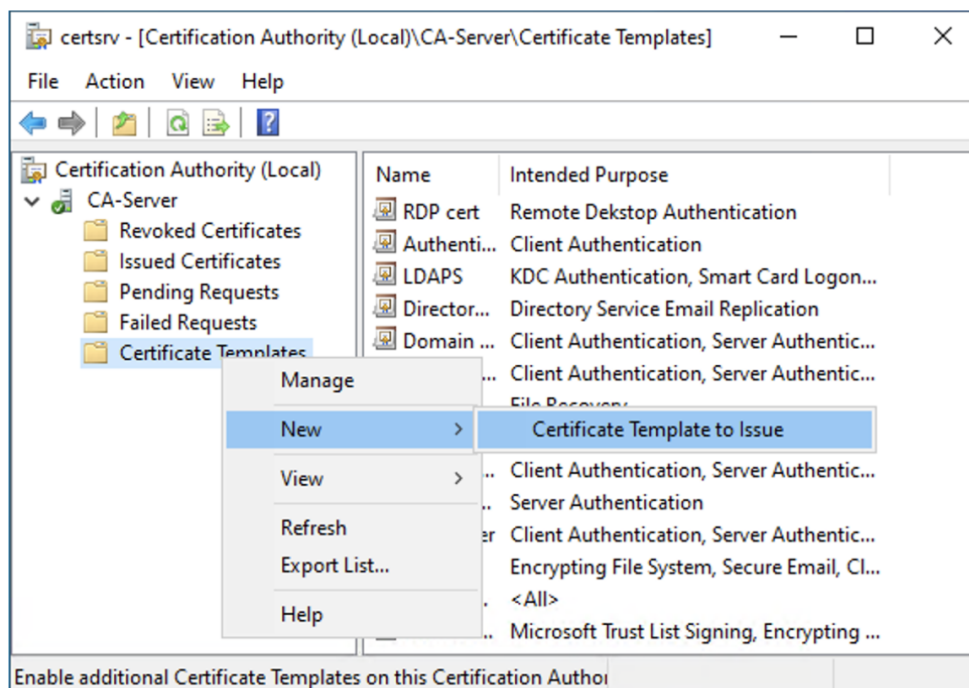 certsrv - [Certification Authority (Local)\CA-Server\Certificate Templates]
File Action View Help
Certification Authority (Local)
CA-Server
Revoked Certificates
Issued Certificates
Pending Requests
Failed Requests
Certificate Templates
Manage
New
Certificate Template to Issue
View
Refresh
Export List...
Help
Name Intended Purpose
RDP cert Remote Dekstop Authentication
Authenti... Client Authentication
LDAPS KDC Authentication, Smart Card Logon...
Director... Directory Service Email Replication
Domain ... Client Authentication, Server Authentic...
... Client Authentication, Server Authentic...
File Recovery
... Client Authentication, Server Authentic...
... Server Authentication
er Client Authentication, Server Authentic...
Encrypting File System, Secure Email, Cl...
. <All>
... Microsoft Trust List Signing, Encrypting ...
Enable additional Certificate Templates on this Certification Author